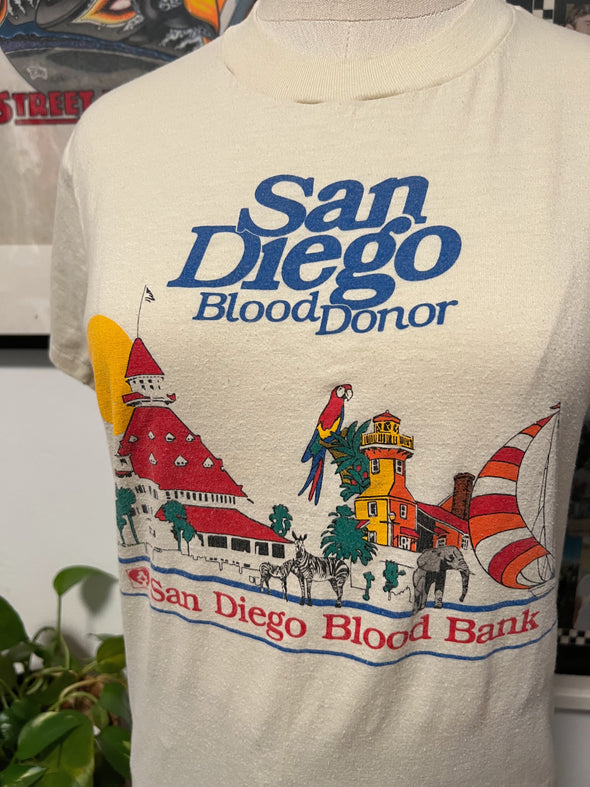 STREET
San
Diego
Blood Donor
San Diego Blood Bank